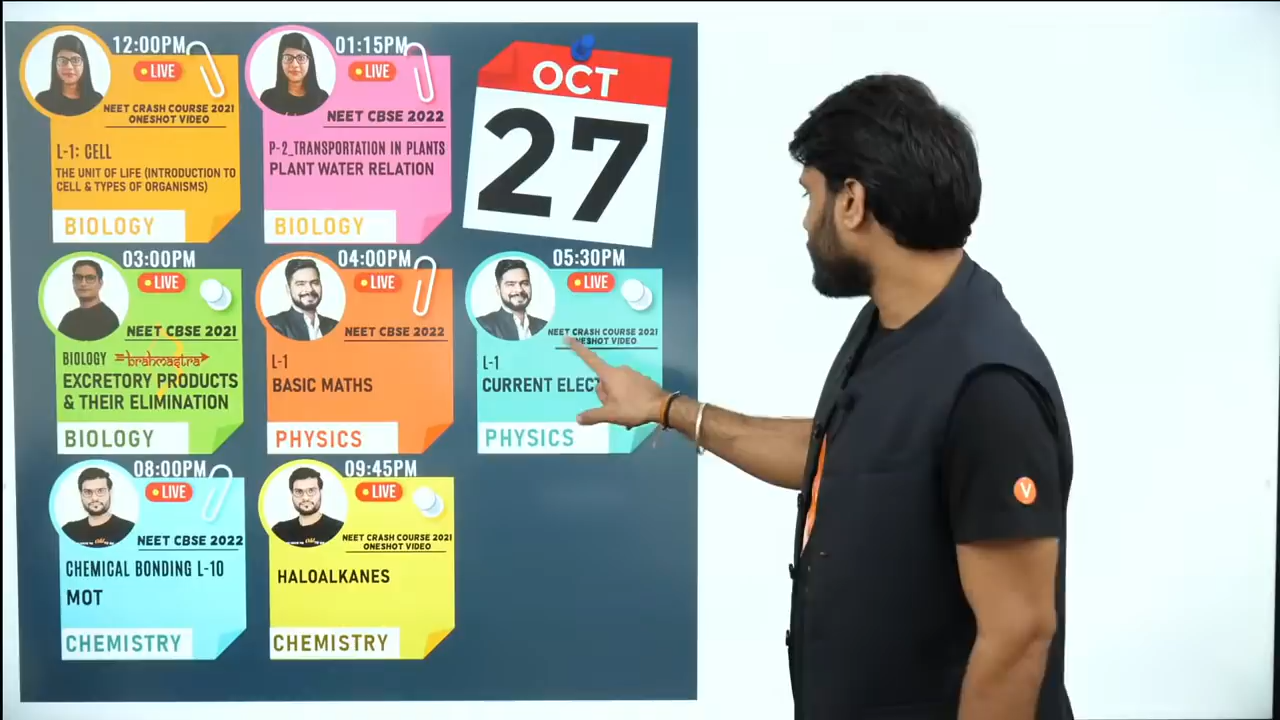 12:00PM
LIVE
NEET CRASH COURSE 2021
ONESHOT VIDEO
L-1: CELL
THE UNIT OF LIFE (INTRODUCTION TO
CELL & TYPES OF ORGANISMS)
BIOLOGY
01:15PM
LIVE
NEET CBSE 2022
P-2_TRANSPORTATION IN PLANTS
PLANT WATER RELATION
BIOLOGY
OCT
27
03:00PM
LIVE
NEET CBSE 2021
BIOLOGY brahmastra
EXCRETORY PRODUCTS
& THEIR ELIMINATION
BIOLOGY
04:00PM
LIVE
NEET CBSE 2022
L-1
BASIC MATHS
PHYSICS
05:30PM
LIVE
NEET CRASH COURSE 2021
ONESHOT VIDEO
L-1
CURRENT ELECT
PHYSICS
08:00PM
LIVE
NEET CBSE 2022
CHEMICAL BONDING L-10
MOT
CHEMISTRY
09:45PM
LIVE
NEET CRASH COURSE 2021
ONESHOT VIDEO
HALOALKANES
CHEMISTRY
V